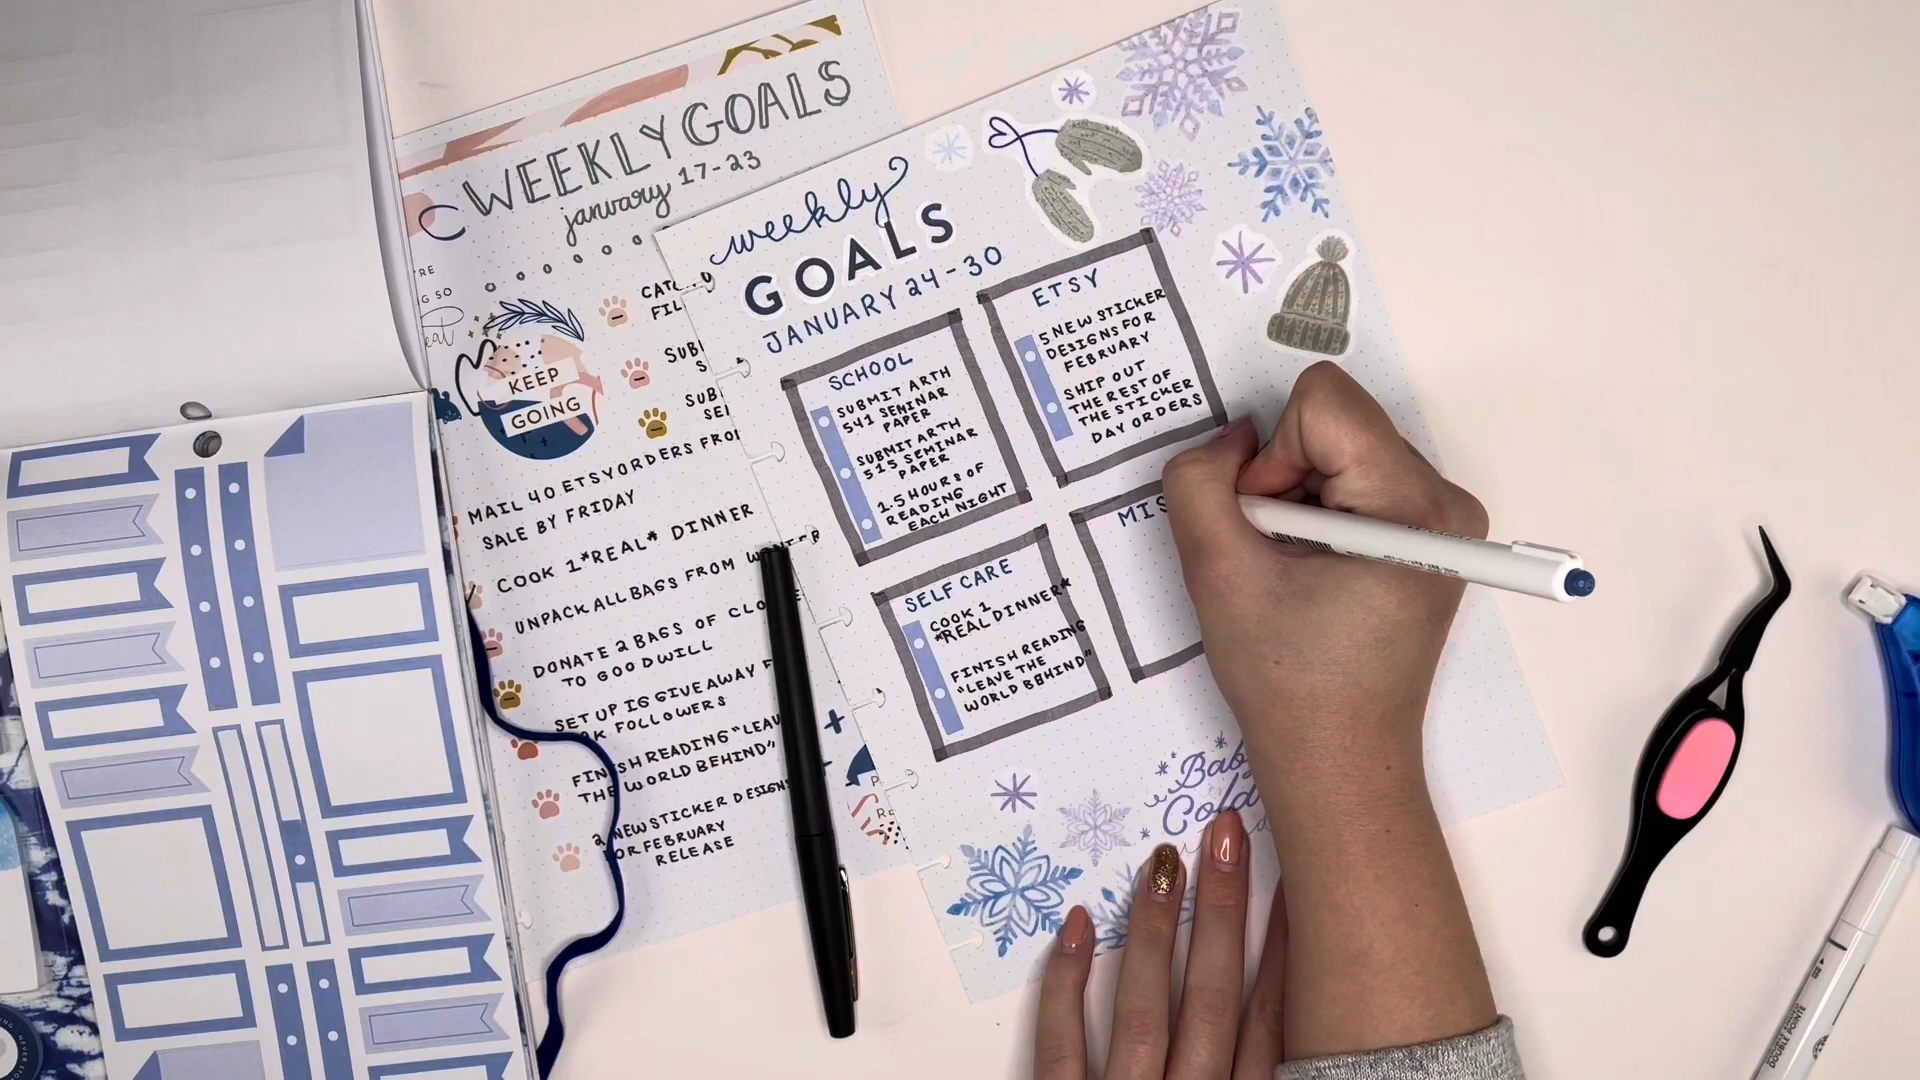 WEEKLY GOALS
january 17-23
KEEP
GOING
MAIL 40 ETSY ORDERS FROM
SALE BY FRIDAY
COOK 1 *REAL* DINNER
UNPACK ALL BAGS FROM
DONATE 2 BAGS OF
TO GOODWILL
SET UP IG GIVEAWAY
FOLLOWERS
FINISH READING "LEAVE
THE WORLD BEHIND"
2 NEW STICKER DESIGNS
FOR FEBRUARY
RELEASE
weekly
GOALS
JANUARY 24-30
SCHOOL
SUBMIT ARTH
541 SEMINAR
PAPER
SUBMIT ARTH
515 SEMINAR
PAPER
1.5 HOURS OF
READING
EACH NIGHT
ETSY
5 NEW STICKER
DESIGNS FOR
FEBRUARY
SHIP OUT
THE REST OF
THE STICKER
DAY ORDERS
SELF CARE
COOK 1
*REAL DINNER*
FINISH READING
"LEAVE THE
WORLD BEHIND"
MIS
Cold